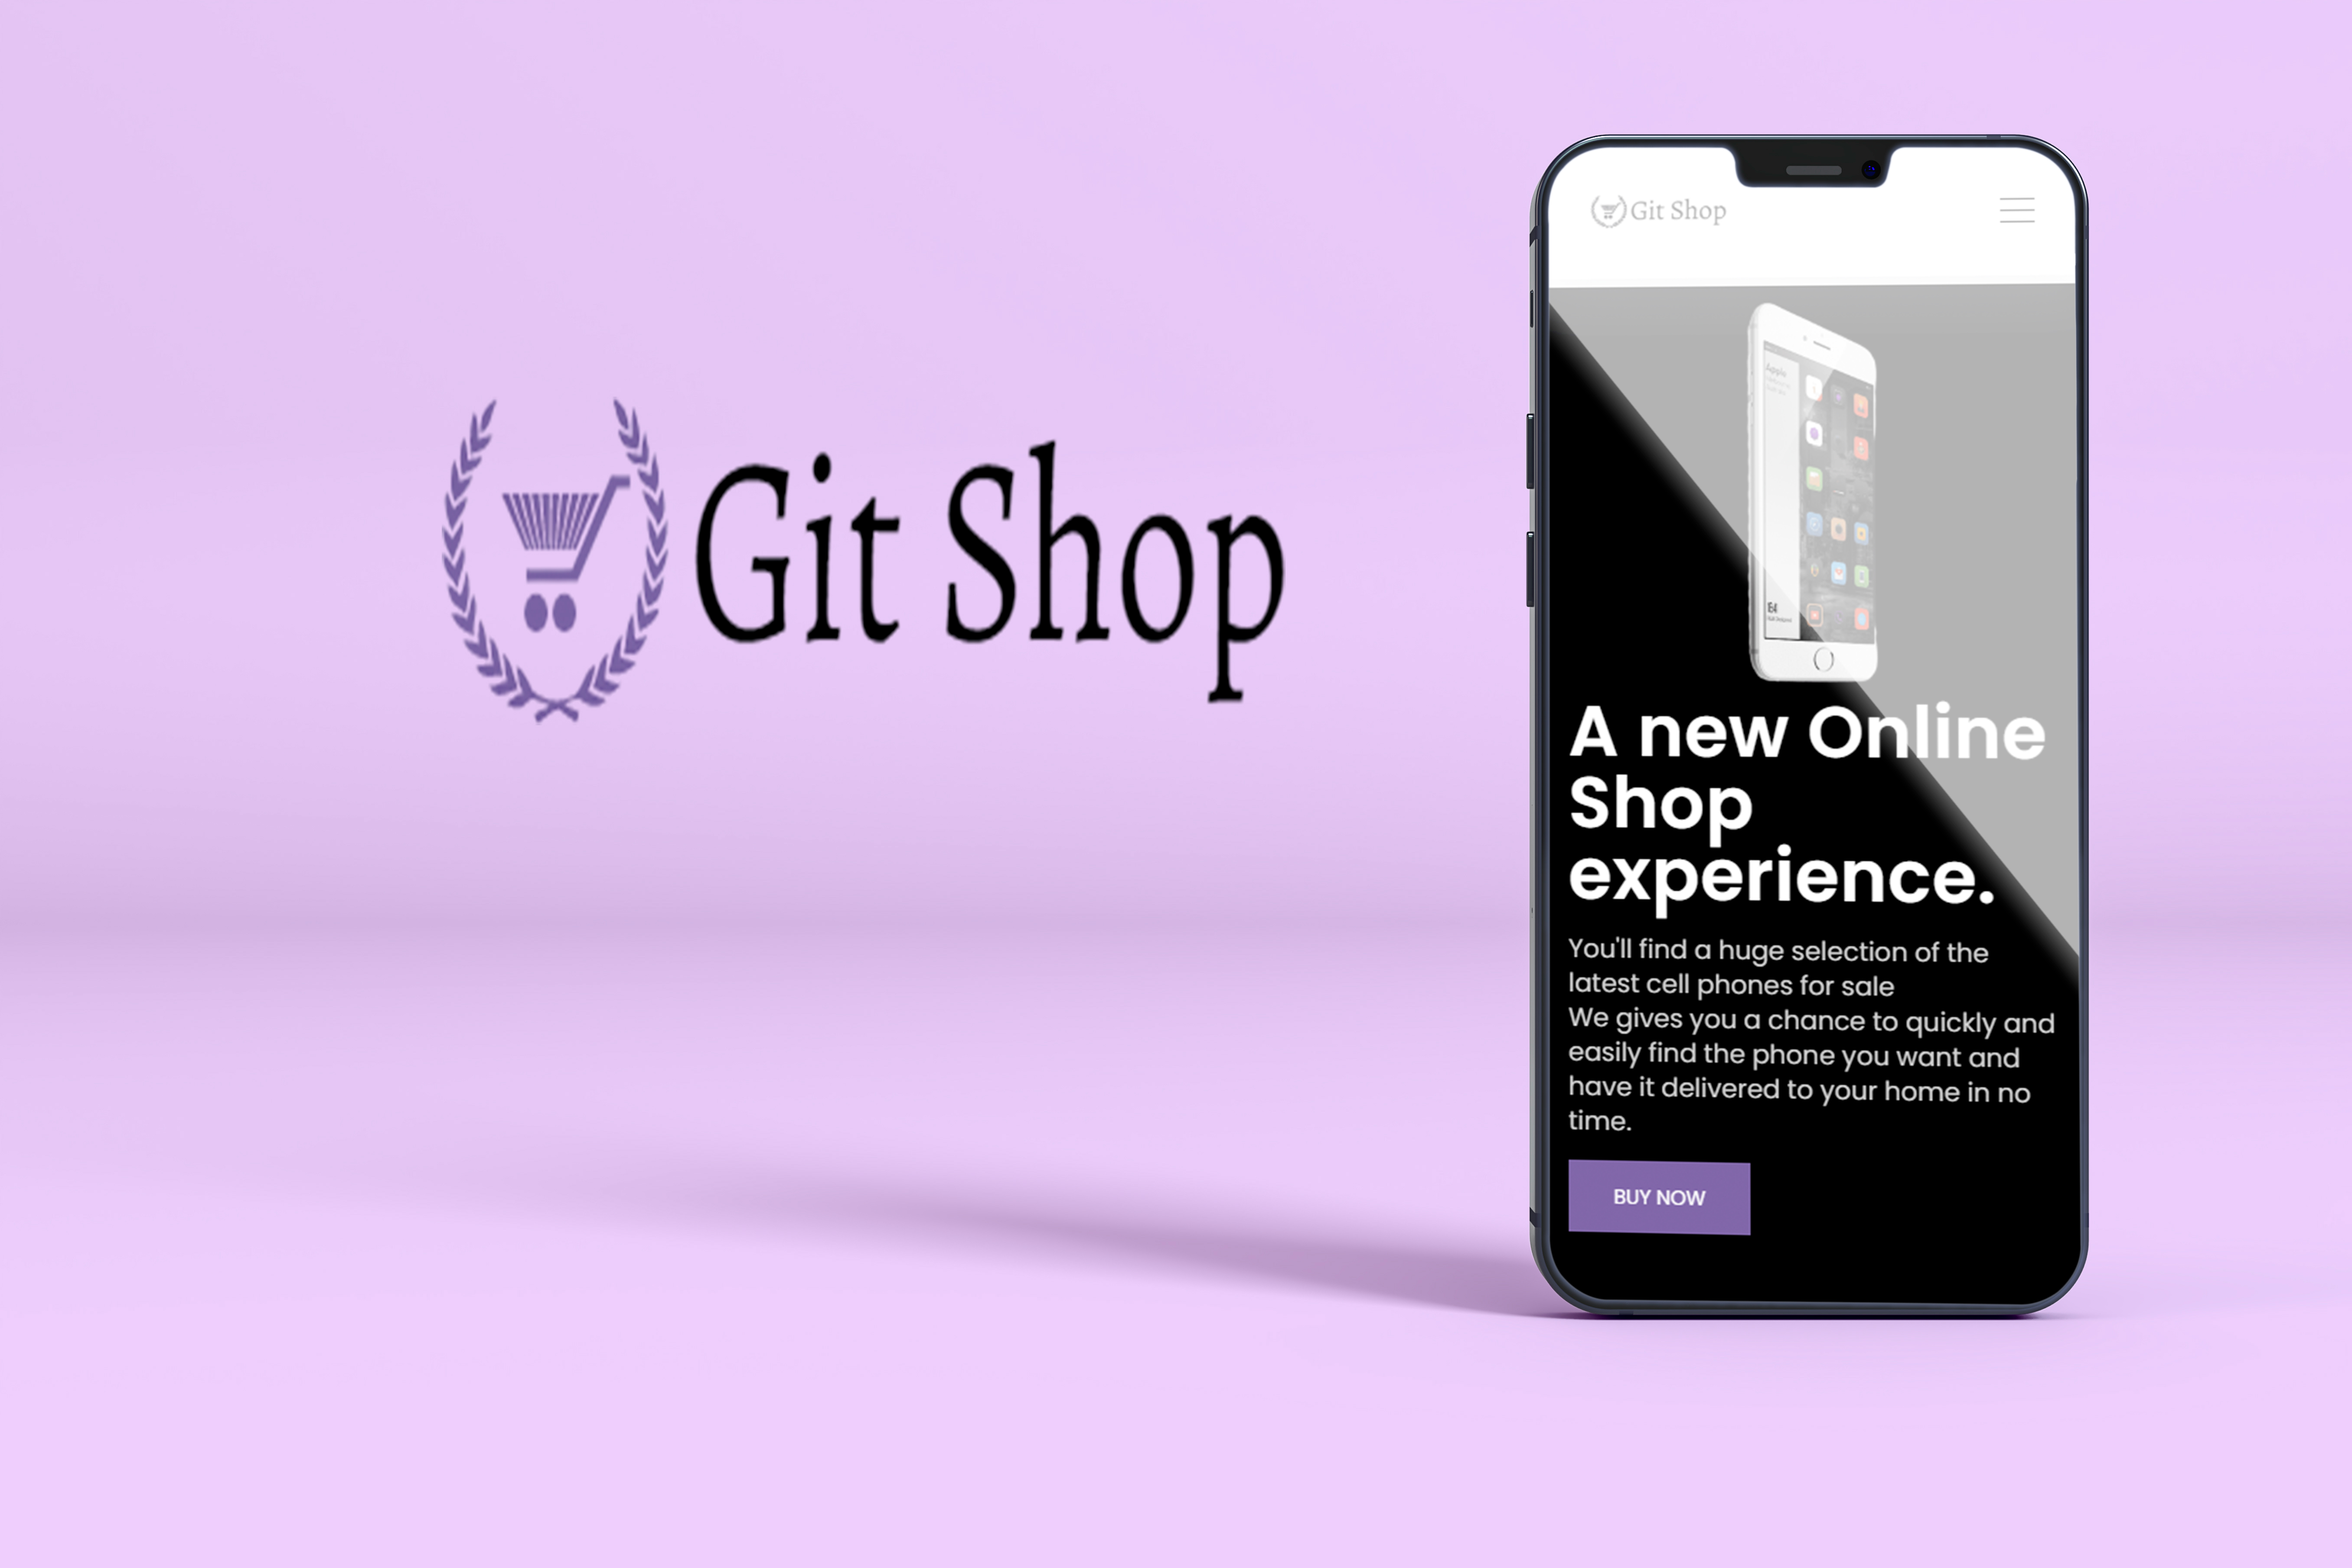 Git Shop
Git Shop
A new Online
Shop
experience.
You'll find a huge selection of the
latest cell phones for sale
We gives you a chance to quickly and
easily find the phone you want and
have it delivered to your home in no
time.
BUY NOW